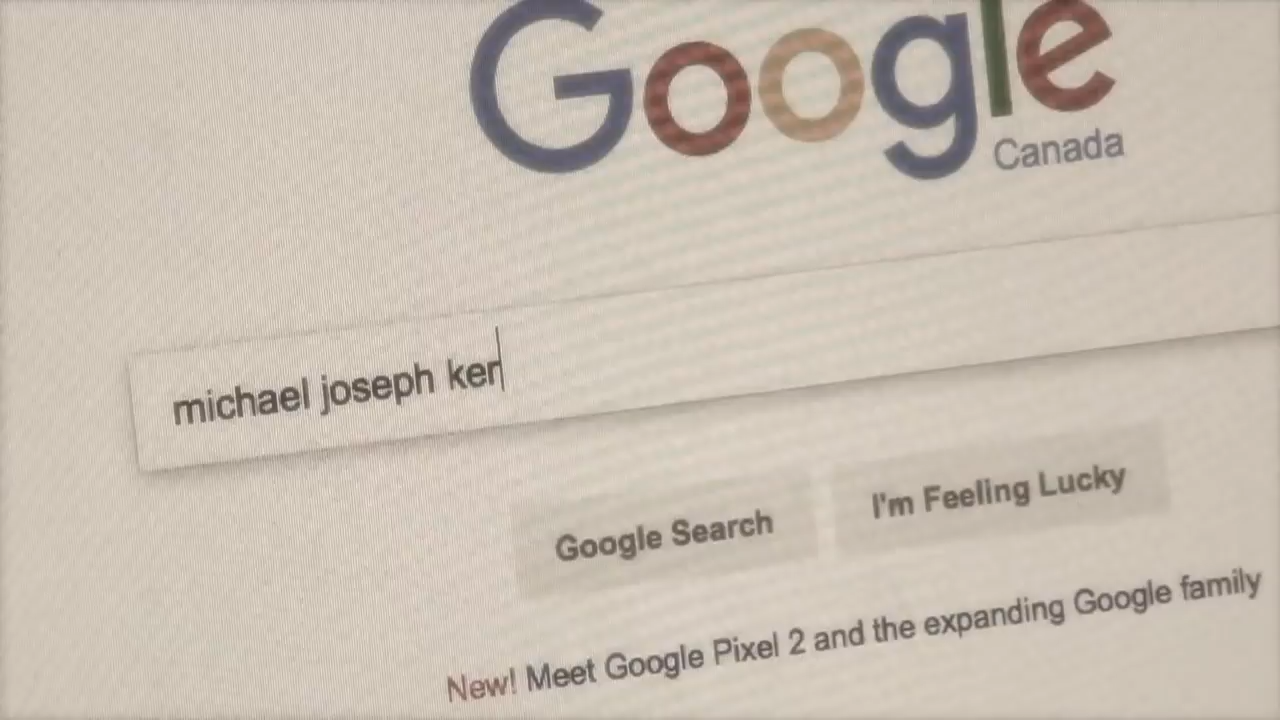 Google
Canada
michael joseph ker
Google Search
I'm Feeling Lucky
New! Meet Google Pixel 2 and the expanding Google family